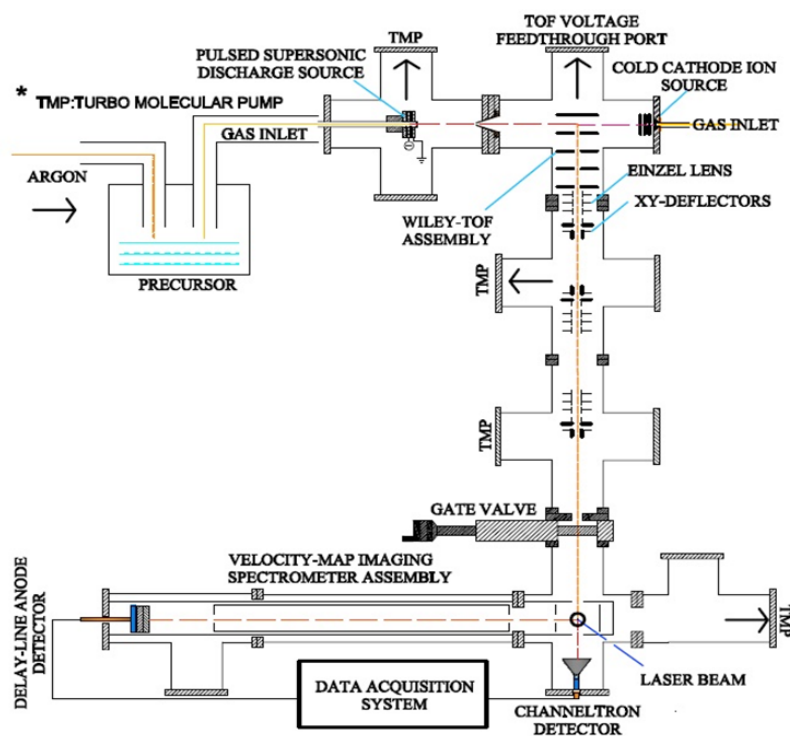 TMP
TOF VOLTAGE
FEEDTHROUGH PORT
PULSED SUPERSONIC
DISCHARGE SOURCE
COLD CATHODE ION
SOURCE
* TMP:TURBO MOLECULAR PUMP
GAS INLET
GAS INLET
ARGON
EINZEL LENS
WILEY-TOF
ASSEMBLY
XY-DEFLECTORS
PRECURSOR
TMP
TMP
GATE VALVE
VELOCITY-MAP IMAGING
SPECTROMETER ASSEMBLY
DELAY-LINE ANODE
DETECTOR
TMP
DATA ACQUISITION
SYSTEM
LASER BEAM
CHANNELTRON
DETECTOR